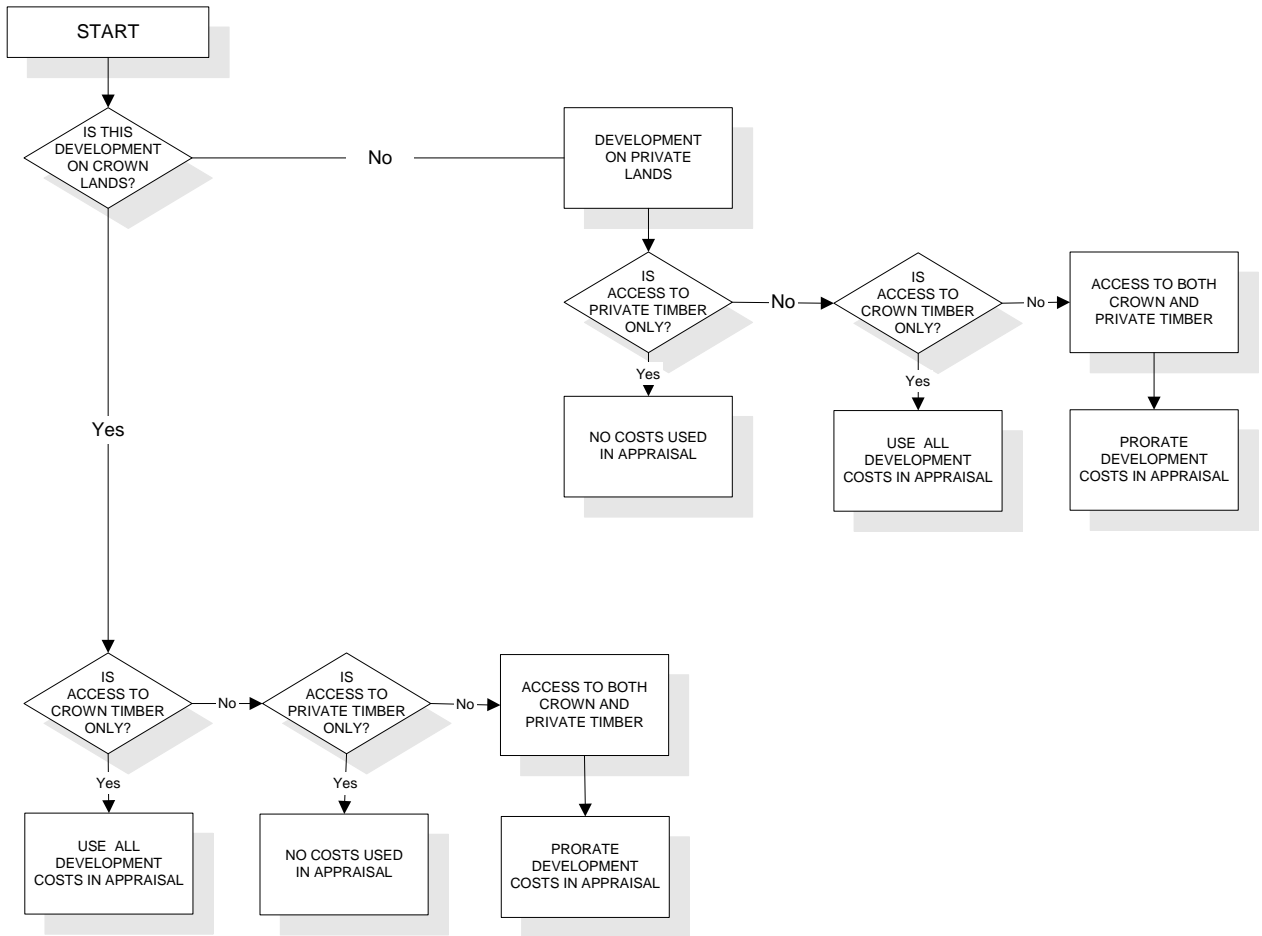 START
IS THIS
DEVELOPMENT
ON CROWN
LANDS?
No
DEVELOPMENT
ON PRIVATE
LANDS
IS
ACCESS TO
PRIVATE TIMBER
ONLY?
No
IS
ACCESS TO
CROWN TIMBER
ONLY?
No
ACCESS TO BOTH
CROWN AND
PRIVATE TIMBER
Yes
Yes
NO COSTS USED
IN APPRAISAL
USE ALL
DEVELOPMENT
COSTS IN APPRAISAL
PRORATE
DEVELOPMENT
COSTS IN APPRAISAL
Yes
IS
ACCESS TO
CROWN TIMBER
ONLY?
No
IS
ACCESS TO
PRIVATE TIMBER
ONLY?
No
ACCESS TO BOTH
CROWN AND
PRIVATE TIMBER
Yes
Yes
USE ALL
DEVELOPMENT
COSTS IN APPRAISAL
NO COSTS USED
IN APPRAISAL
PRORATE
DEVELOPMENT
COSTS IN APPRAISAL